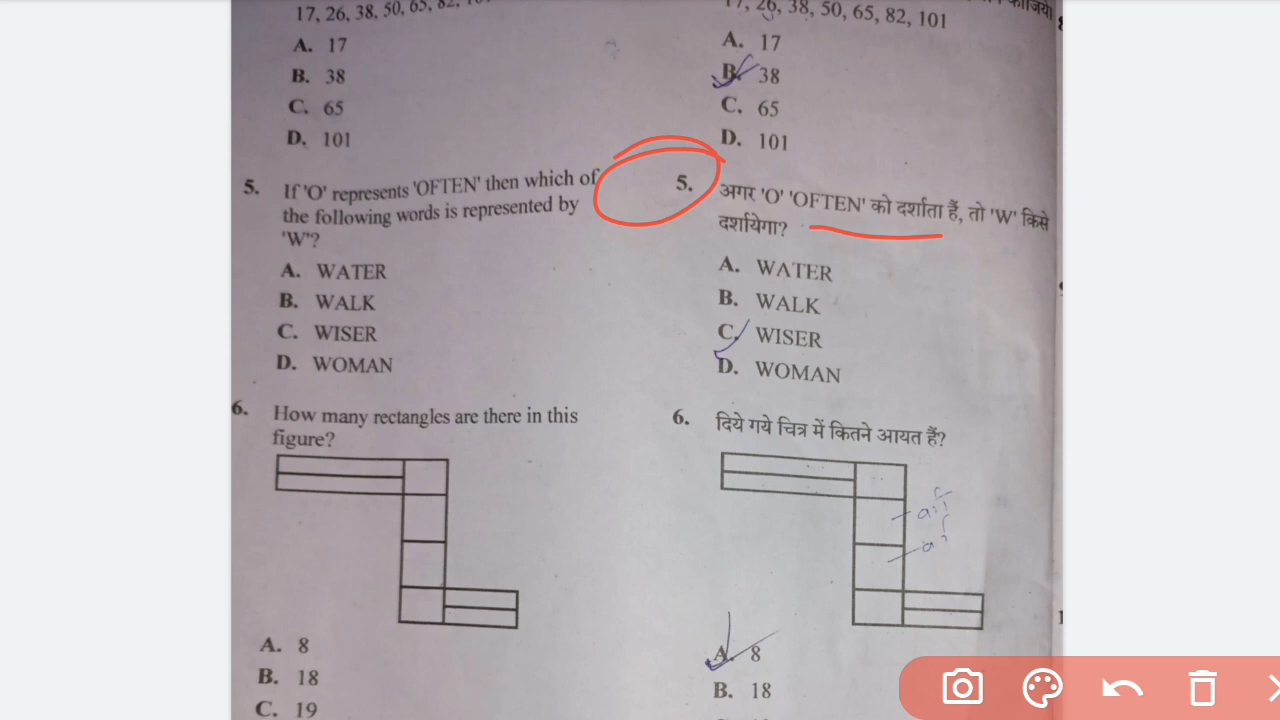 17, 26, 38, 50, 65, 82,
A. 17
B. 38
C. 65
D. 101
5. If 'O' represents 'OFTEN' then which of
the following words is represented by
'W'?
A. WATER
B. WALK
C. WISER
D. WOMAN
6. How many rectangles are there in this
figure?
A. 8
B. 18
C. 19
17, 26, 38, 50, 65, 82, 101
A. 17
B. 38
C. 65
D. 101
5. अगर 'O' 'OFTEN' को दर्शाता हैं, तो 'W' किसे
दर्शायेगा?
A. WATER
B. WALK
C. WISER
D. WOMAN
6. दिये गये चित्र में कितने आयत हैं?
A. 8
B. 18